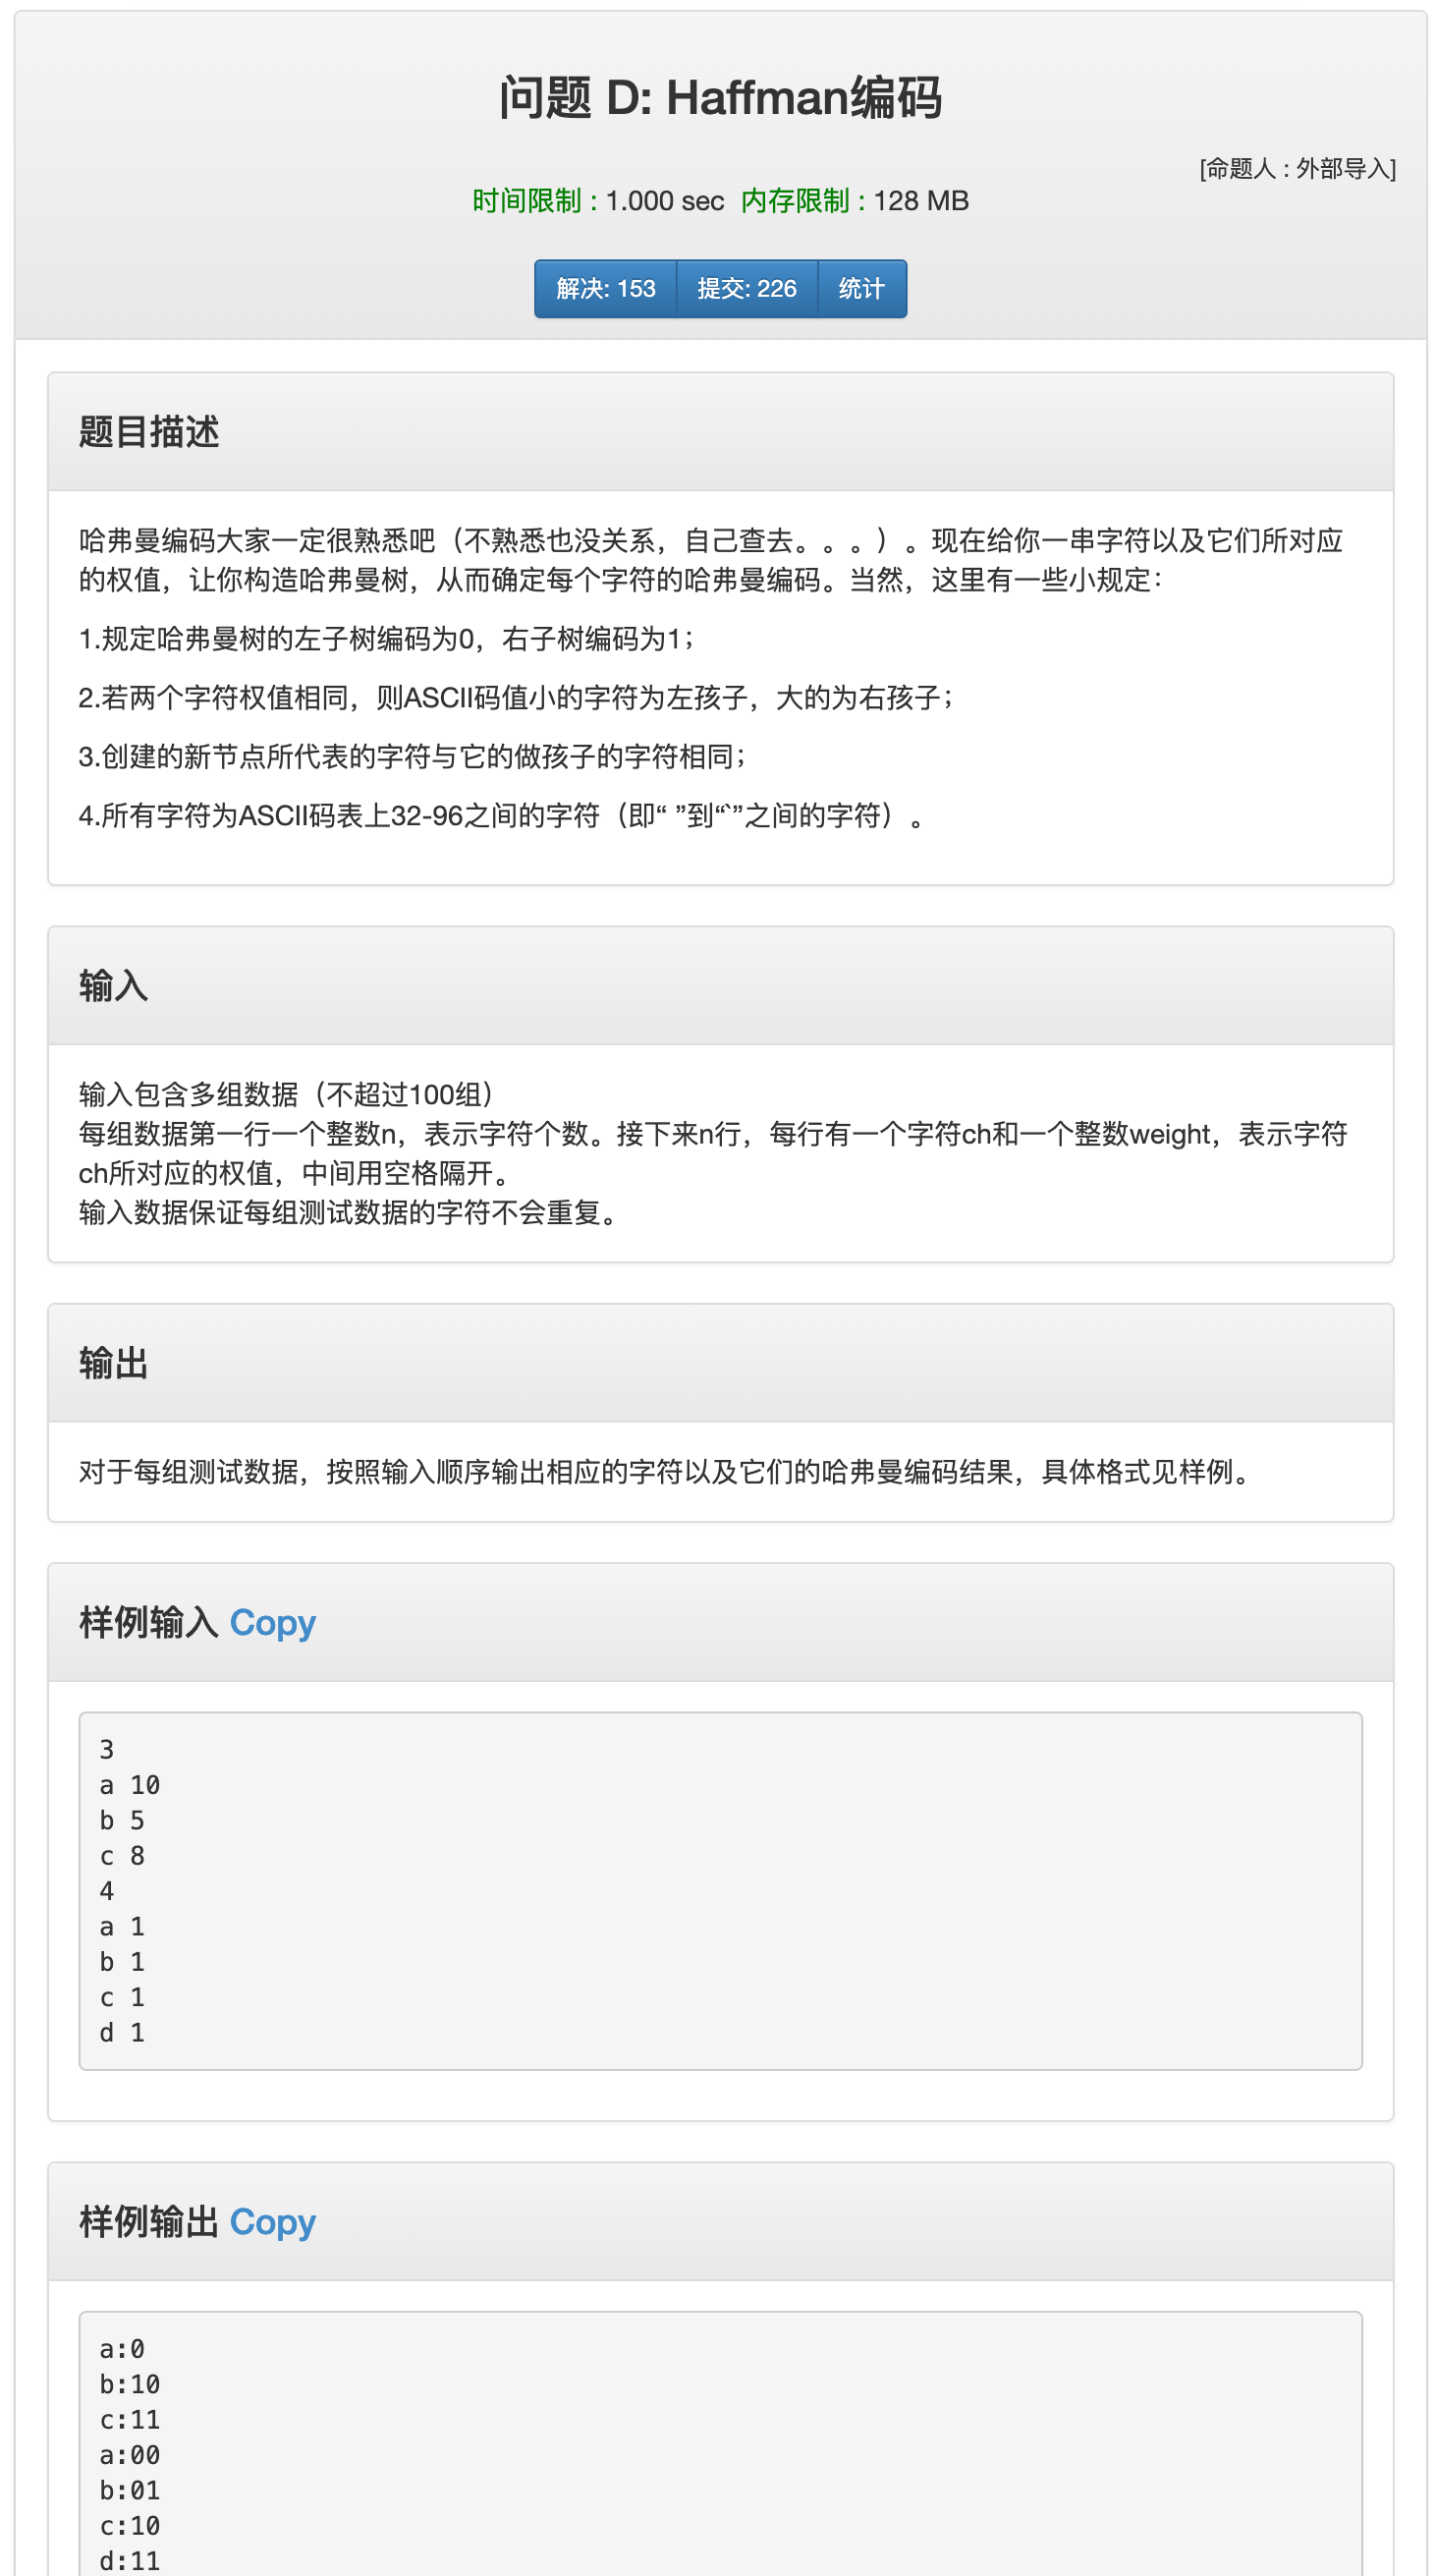 问题 D: Haffman编码
[命题人 : 外部导入]
时间限制 : 1.000 sec 内存限制 : 128 MB
解决: 153 提交: 226 统计
题目描述
哈弗曼编码大家一定很熟悉吧（不熟悉也没关系，自己查去。。。）。现在给你一串字符以及它们所对应
的权值，让你构造哈弗曼树，从而确定每个字符的哈弗曼编码。当然，这里有一些小规定：
1.规定哈弗曼树的左子树编码为0，右子树编码为1；
2.若两个字符权值相同，则ASCII码值小的字符为左孩子，大的为右孩子；
3.创建的新节点所代表的字符与它的做孩子的字符相同；
4.所有字符为ASCII码表上32-96之间的字符（即“ ”到“`”之间的字符）。
输入
输入包含多组数据（不超过100组）
每组数据第一行一个整数n，表示字符个数。接下来n行，每行有一个字符ch和一个整数weight，表示字符
ch所对应的权值，中间用空格隔开。
输入数据保证每组测试数据的字符不会重复。
输出
对于每组测试数据，按照输入顺序输出相应的字符以及它们的哈弗曼编码结果，具体格式见样例。
样例输入 Copy
3
a 10
b 5
c 8
4
a 1
b 1
c 1
d 1
样例输出 Copy
a:0
b:10
c:11
a:00
b:01
c:10
d:11